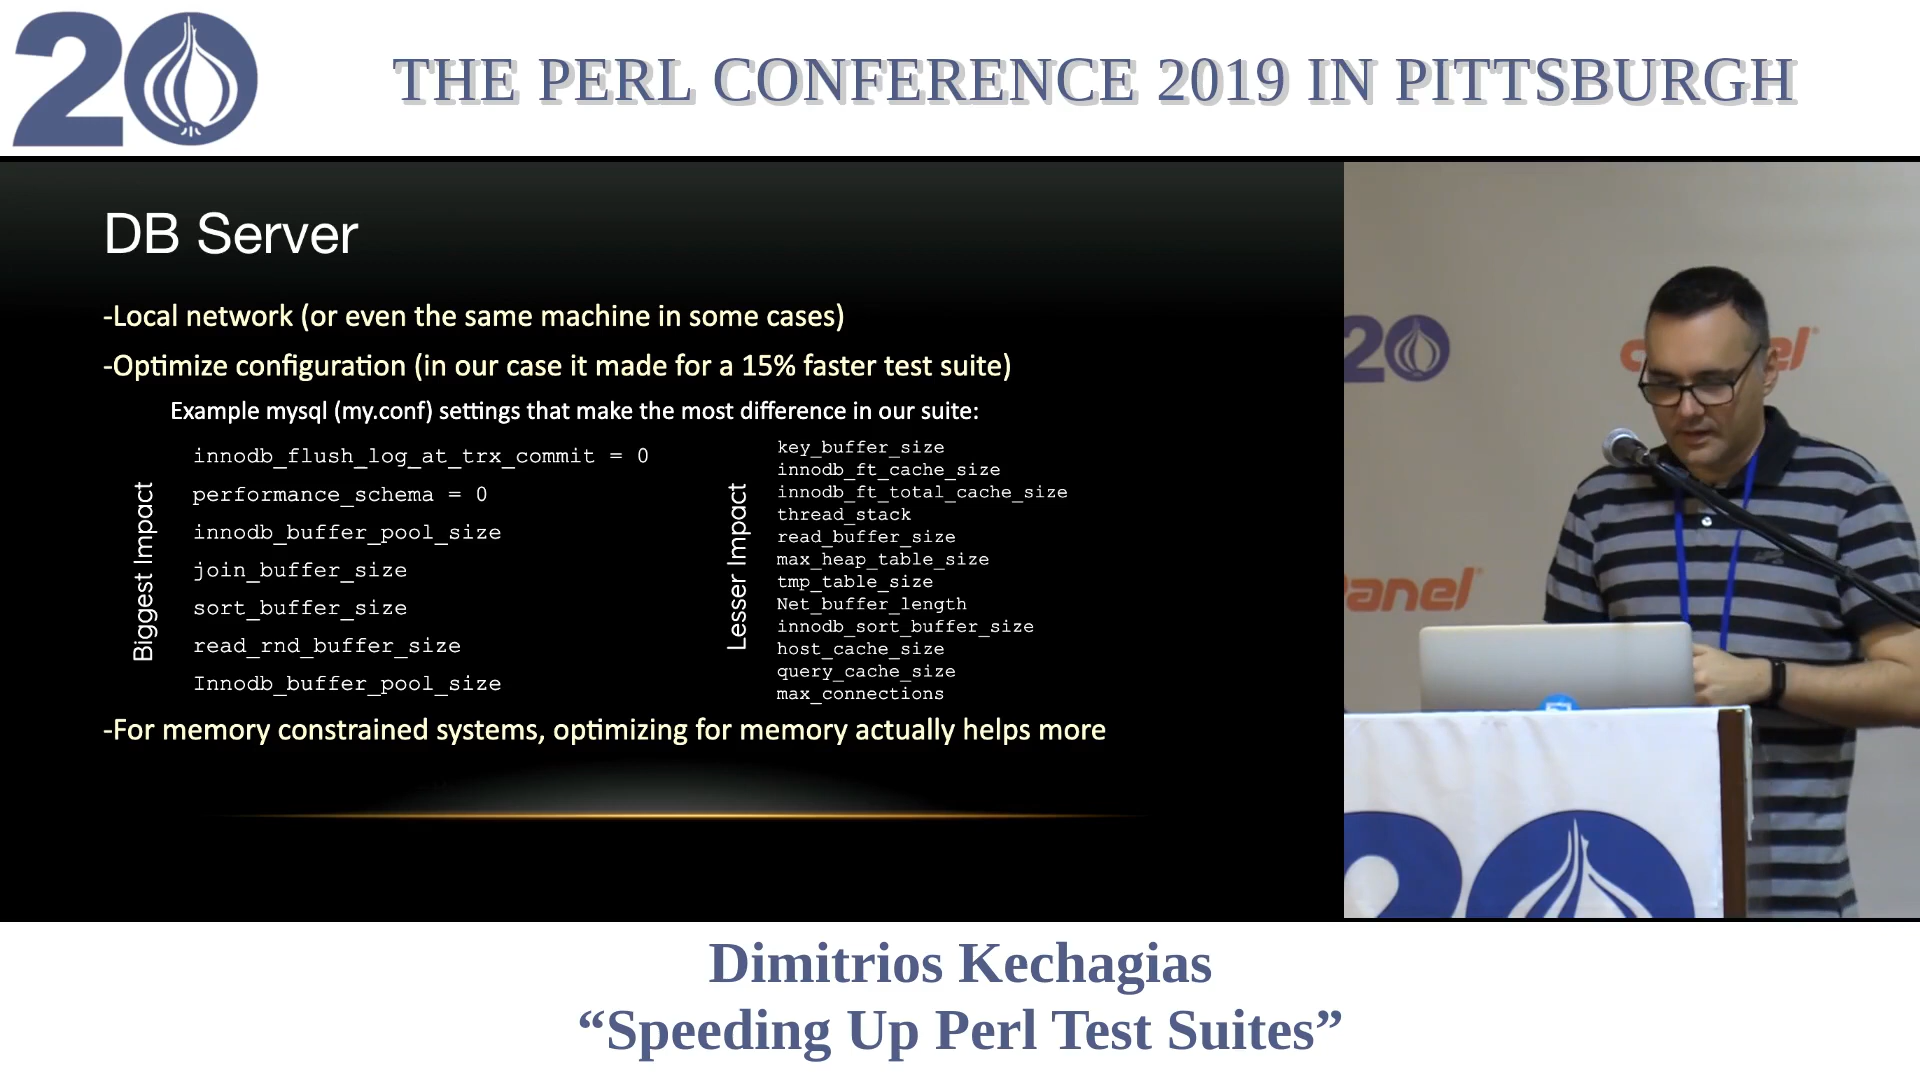 20
THE PERL CONFERENCE 2019 IN PITTSBURGH
DB Server
-Local network (or even the same machine in some cases)
-Optimize configuration (in our case it made for a 15% faster test suite)
Example mysql (my.conf) settings that make the most difference in our suite:
Biggest Impact
innodb_flush_log_at_trx_commit = 0
performance_schema = 0
innodb_buffer_pool_size
join_buffer_size
sort_buffer_size
read_rnd_buffer_size
Innodb_buffer_pool_size
Lesser Impact
key_buffer_size
innodb_ft_cache_size
innodb_ft_total_cache_size
thread_stack
read_buffer_size
max_heap_table_size
tmp_table_size
Net_buffer_length
innodb_sort_buffer_size
host_cache_size
query_cache_size
max_connections
-For memory constrained systems, optimizing for memory actually helps more
20
anel
20
Dimitrios Kechagias
“Speeding Up Perl Test Suites”